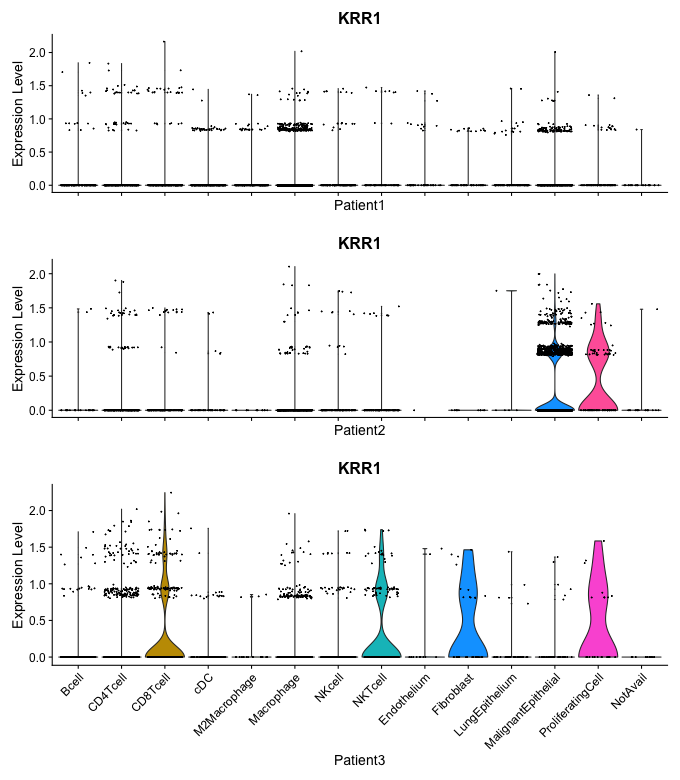 KRR1
Expression Level
2.0
1.5
1.0
0.5
0.0
Patient1
KRR1
Expression Level
2.0
1.5
1.0
0.5
0.0
Patient2
KRR1
Expression Level
2.0
1.5
1.0
0.5
0.0
Bcell
CD4Tcell
CD8Tcell
cDC
M2Macrophage
Macrophage
NKcell
NKTcell
Endothelium
Fibroblast
LungEpithelium
MalignantEpithelial
ProliferatingCell
NotAvail
Patient3